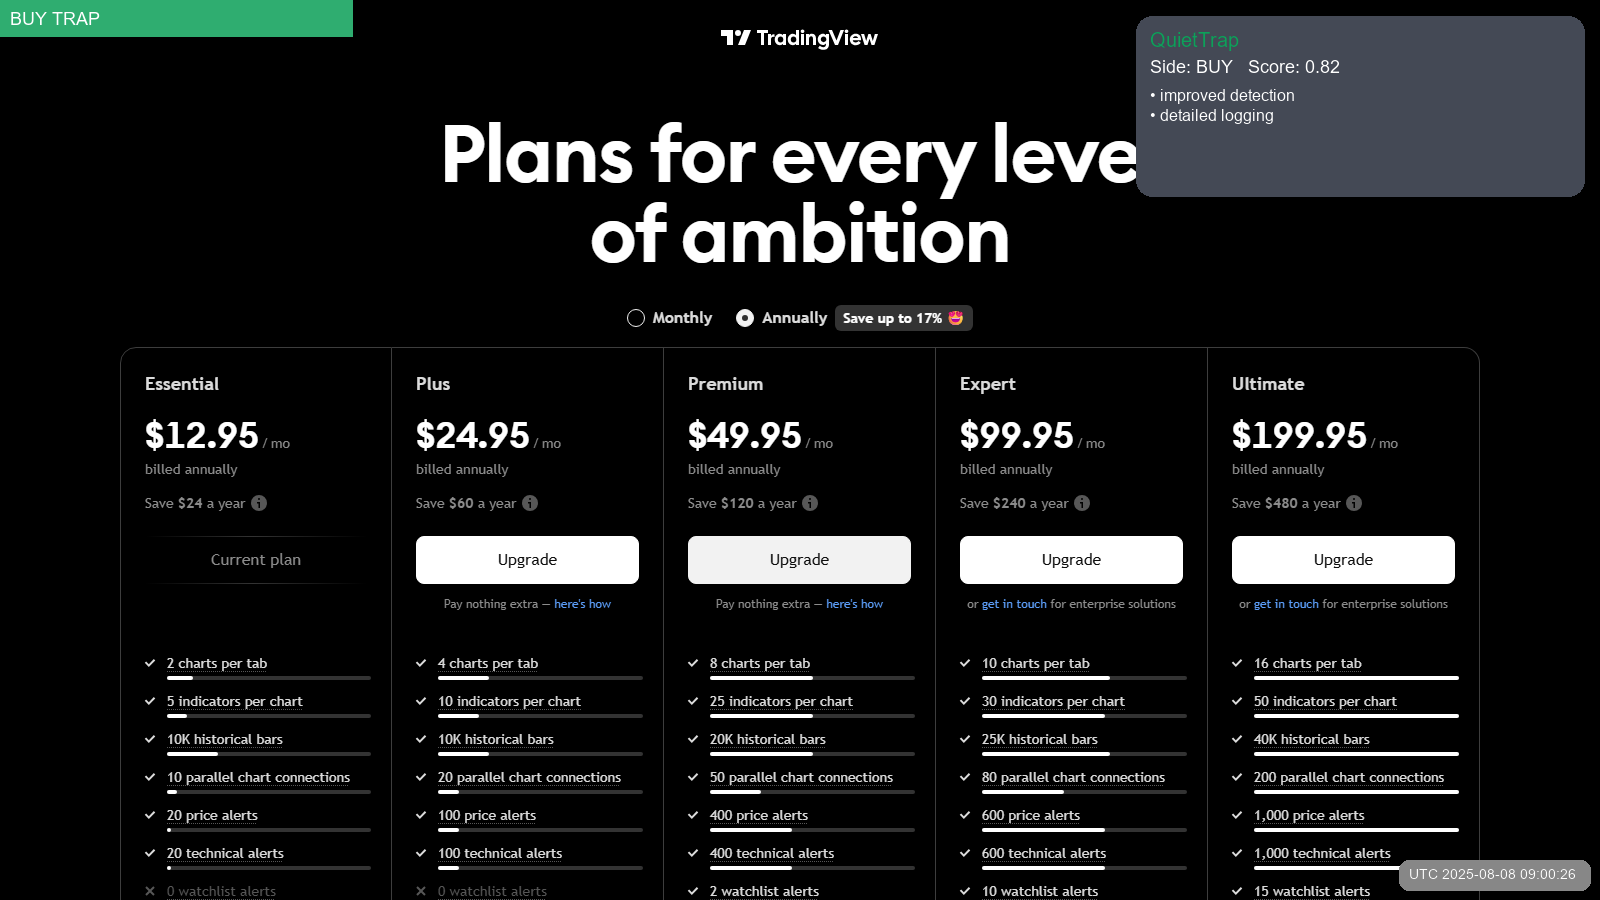 BUY TRAP
TradingView
QuietTrap
Side: BUY Score: 0.82
• improved detection
• detailed logging
Plans for every leve
of ambition
Monthly Annually Save up to 17%
Essential
$12.95 / mo
billed annually
Save $24 a year
Current plan
2 charts per tab
5 indicators per chart
10K historical bars
10 parallel chart connections
20 price alerts
20 technical alerts
0 watchlist alerts
Plus
$24.95 / mo
billed annually
Save $60 a year
Upgrade
Pay nothing extra — here's how
4 charts per tab
10 indicators per chart
10K historical bars
20 parallel chart connections
100 price alerts
100 technical alerts
0 watchlist alerts
Premium
$49.95 / mo
billed annually
Save $120 a year
Upgrade
Pay nothing extra — here's how
8 charts per tab
25 indicators per chart
20K historical bars
50 parallel chart connections
400 price alerts
400 technical alerts
2 watchlist alerts
Expert
$99.95 / mo
billed annually
Save $240 a year
Upgrade
or get in touch for enterprise solutions
10 charts per tab
30 indicators per chart
25K historical bars
80 parallel chart connections
600 price alerts
600 technical alerts
10 watchlist alerts
Ultimate
$199.95 / mo
billed annually
Save $480 a year
Upgrade
or get in touch for enterprise solutions
16 charts per tab
50 indicators per chart
40K historical bars
200 parallel chart connections
1,000 price alerts
1,000 technical alerts
15 watchlist alerts
UTC 2025-08-08 09:00:26